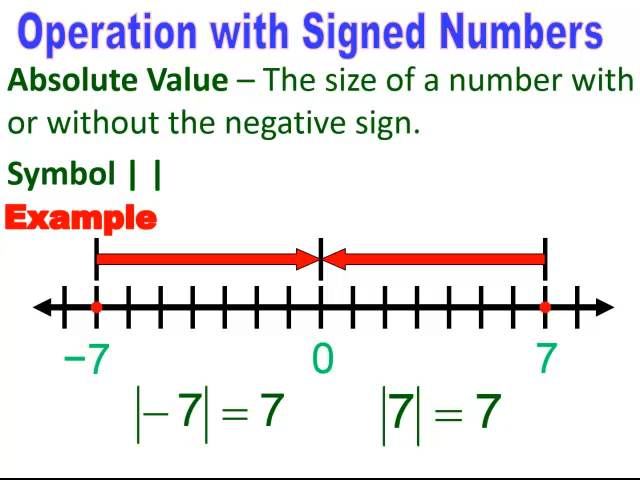 Operation with Signed Numbers
Absolute Value – The size of a number with
or without the negative sign.
Symbol | |
Example
−7 0 7
|−7| = 7 |7| = 7